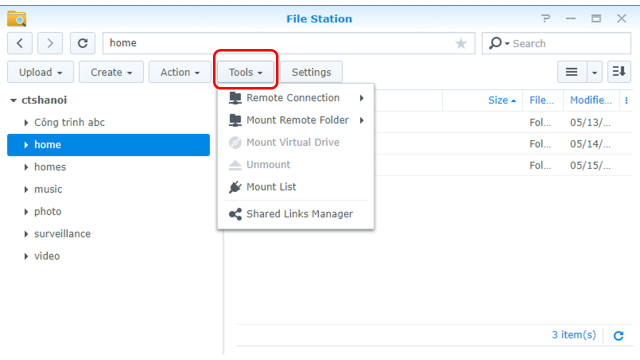 File Station
home
Search
Upload
Create
Action
Tools
Settings
ctshanoi
Công trinh abc
home
homes
music
photo
surveillance
video
Remote Connection
Mount Remote Folder
Mount Virtual Drive
Unmount
Mount List
Shared Links Manager
Size File... Modifie...
Fol... 05/13/...
Fol... 05/14/...
Fol... 05/15/...
3 item(s)